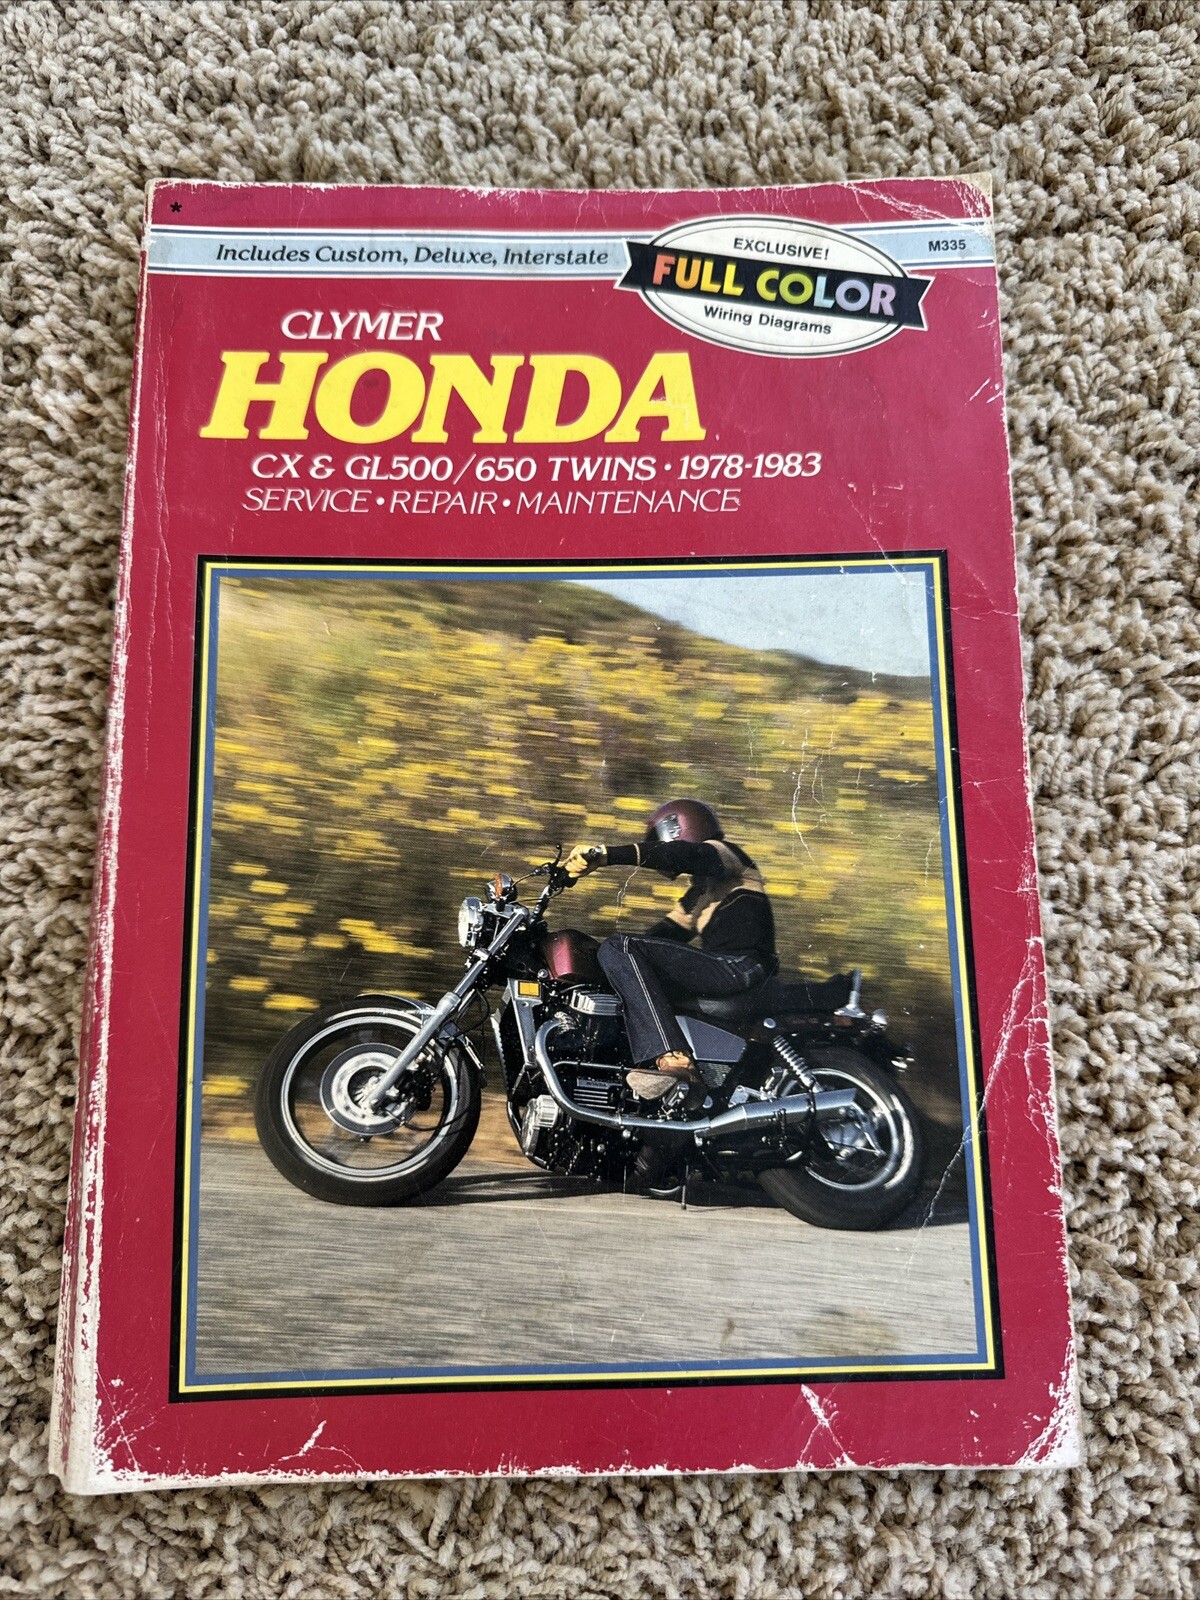 *
Includes Custom, Deluxe, Interstate
EXCLUSIVE!
FULL COLOR
Wiring Diagrams
M335
CLYMER
HONDA
CX & GL500/650 TWINS • 1978-1983
SERVICE • REPAIR • MAINTENANCE